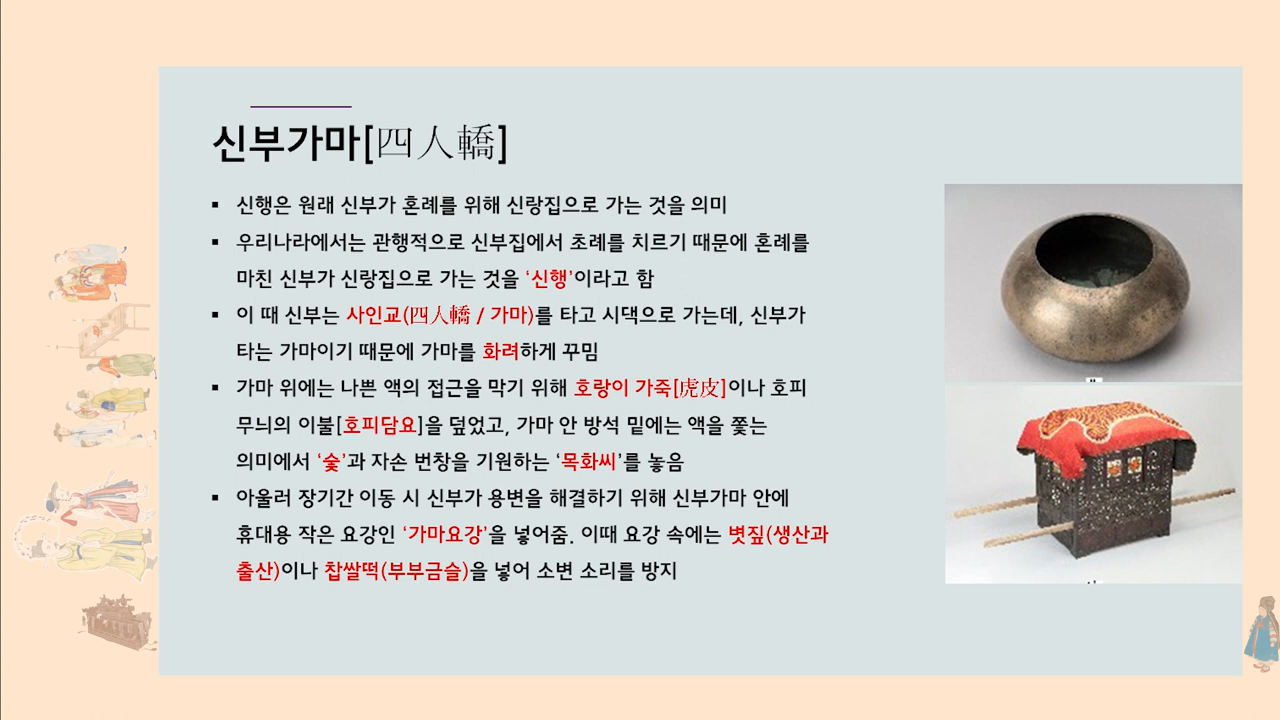 신부가마[四人轎]
▪ 신행은 원래 신부가 혼례를 위해 신랑집으로 가는 것을 의미
▪ 우리나라에서는 관행적으로 신부집에서 초례를 치르기 때문에 혼례를
마친 신부가 신랑집으로 가는 것을 ‘신행’이라고 함
▪ 이 때 신부는 사인교(四人轎 / 가마)를 타고 시댁으로 가는데, 신부가
타는 가마이기 때문에 가마를 화려하게 꾸밈
▪ 가마 위에는 나쁜 액의 접근을 막기 위해 호랑이 가죽[虎皮]이나 호피
무늬의 이불[호피담요]을 덮었고, 가마 안 방석 밑에는 액을 쫓는
의미에서 ‘숯’과 자손 번창을 기원하는 ‘목화씨’를 놓음
▪ 아울러 장기간 이동 시 신부가 용변을 해결하기 위해 신부가마 안에
휴대용 작은 요강인 ‘가마요강’을 넣어줌. 이때 요강 속에는 볏짚(생산과
출산)이나 찹쌀떡(부부금슬)을 넣어 소변 소리를 방지